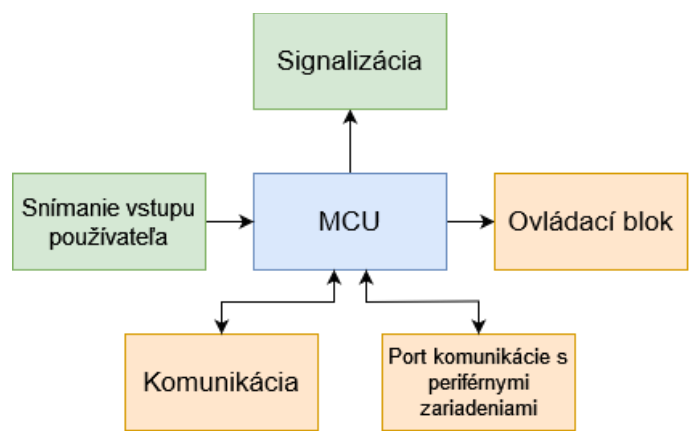 Signalizácia
Snímanie vstupu
používateľa
MCU
Ovládací blok
Komunikácia
Port komunikácie s
periférnymi
zariadeniami